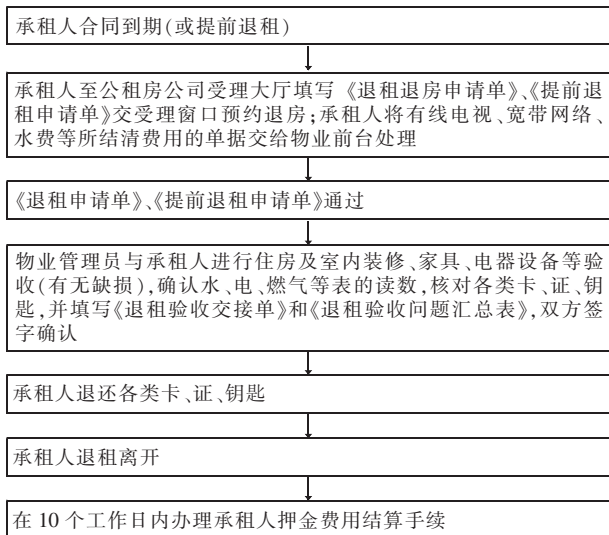 承租人合同到期(或提前退租)
承租人至公租房公司受理大厅填写《退租退房申请单》、《提前退
租申请单》交受理窗口预约退房;承租人将有线电视、宽带网络、
水费等所结清费用的单据交给物业前台处理
《退租申请单》、《提前退租申请单》通过
物业管理员与承租人进行住房及室内装修、家具、电器设备等验
收(有无缺损),确认水、电、燃气等表的读数,核对各类卡、证、钥
匙,并填写《退租验收交接单》和《退租验收问题汇总表》,双方签
字确认
承租人退还各类卡、证、钥匙
承租人退租离开
在 10 个工作日内办理承租人押金费用结算手续